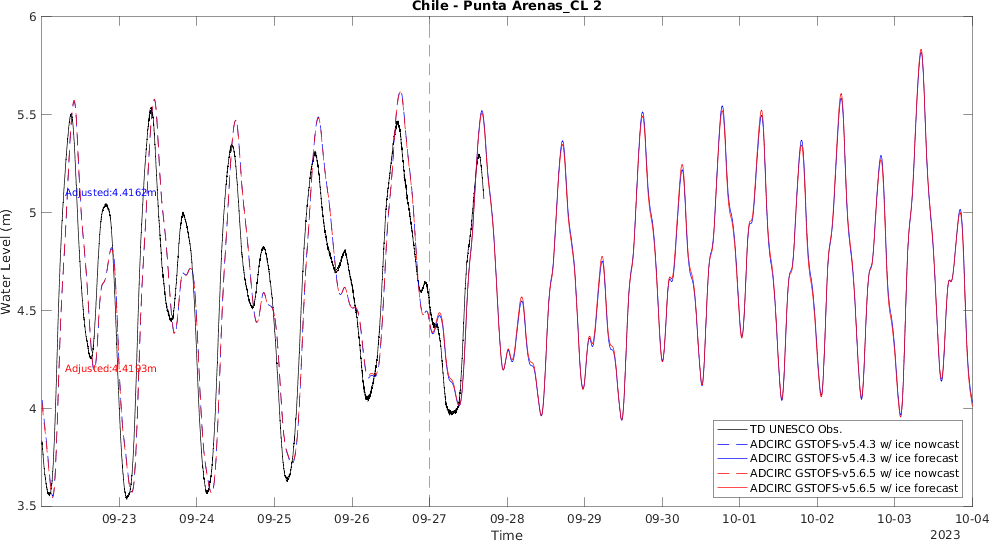 Chile - Punta Arenas_CL 2
6
5.5
5
4.5
4
3.5
Water Level (m)
Adjusted:4.4162m
Adjusted:4.4193m
TD UNESCO Obs.
ADCIRC GSTOFS-v5.4.3 w/ ice nowcast
ADCIRC GSTOFS-v5.4.3 w/ ice forecast
ADCIRC GSTOFS-v5.6.5 w/ ice nowcast
ADCIRC GSTOFS-v5.6.5 w/ ice forecast
09-23 09-24 09-25 09-26 09-27 09-28 09-29 09-30 10-01 10-02 10-03 10-04
Time
2023